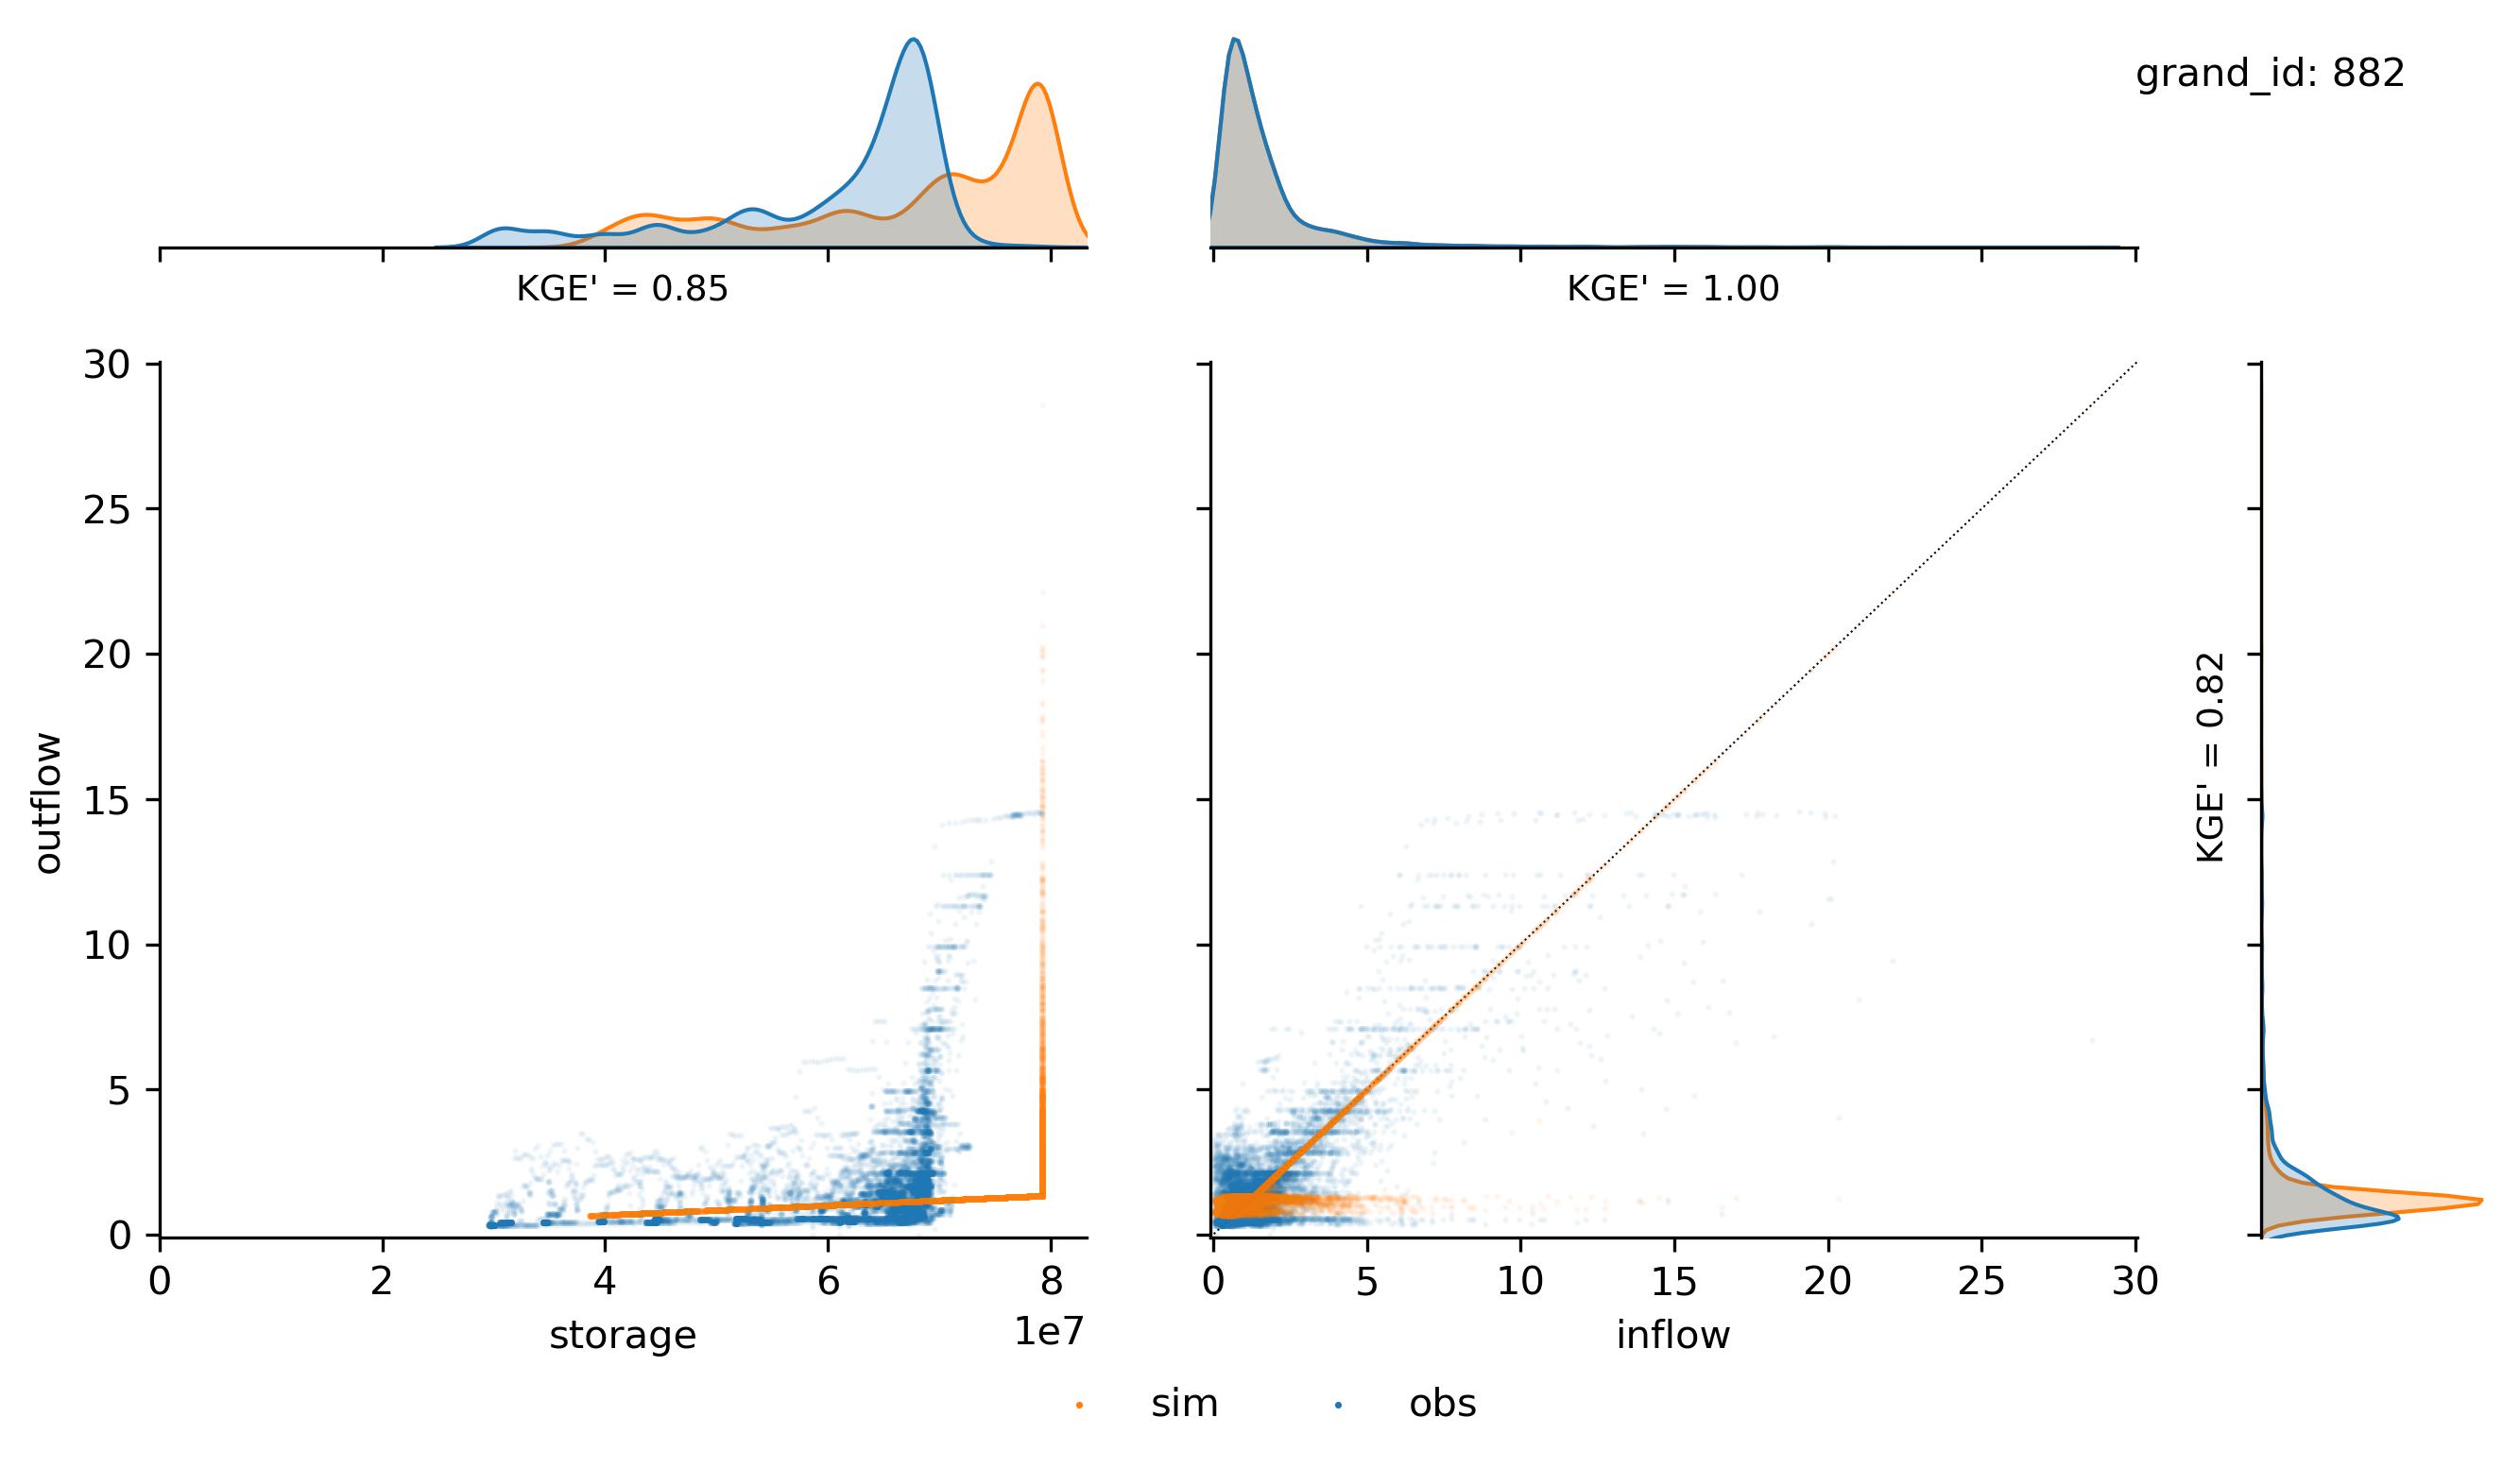 grand_id: 882
KGE' = 0.85
KGE' = 1.00
30
25
20
15
10
5
0
outflow
KGE' = 0.82
0 2 4 6 8
1e7
storage
0 5 10 15 20 25 30
inflow
sim obs